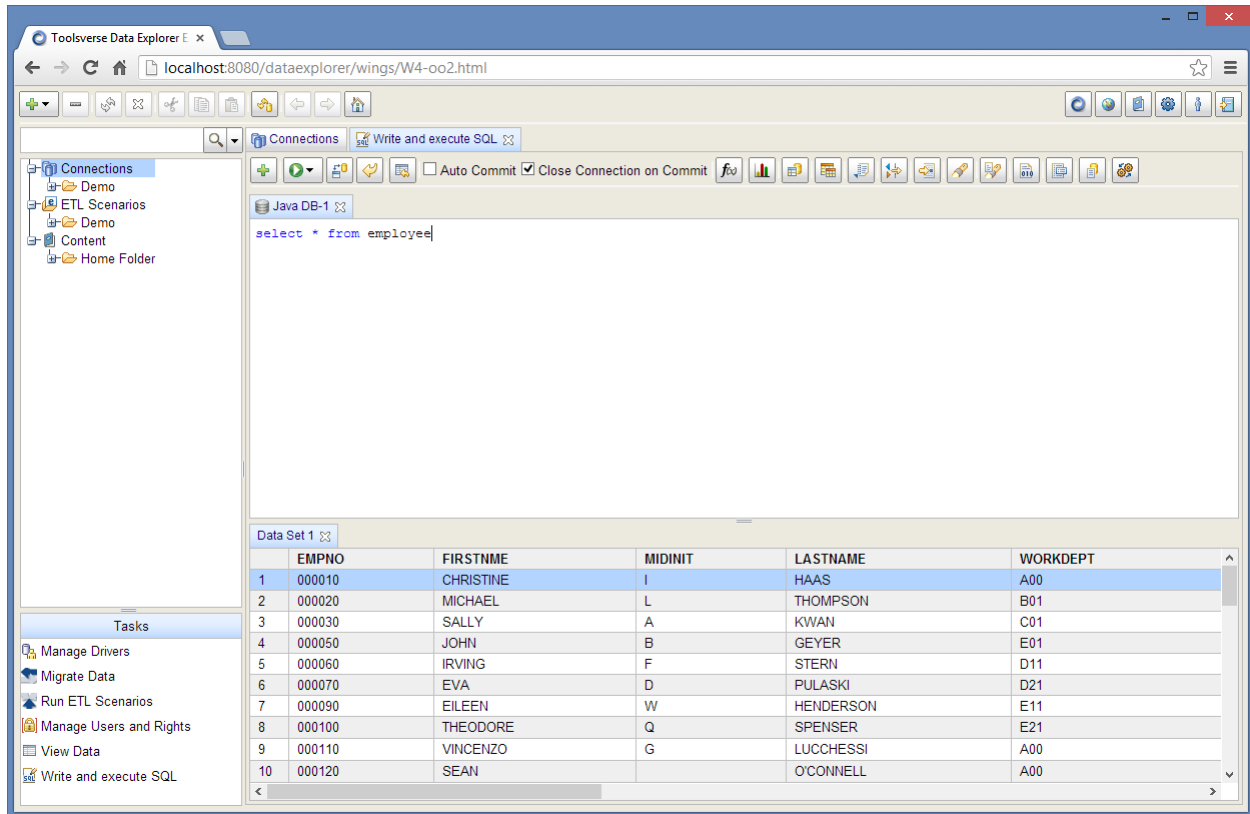 Toolsverse Data Explorer E
localhost:8080/dataexplorer/wings/W4-oo2.html
Connections
Write and execute SQL
Connections
Demo
ETL Scenarios
Demo
Content
Home Folder
Auto Commit Close Connection on Commit f(x)
Java DB-1
select * from employee
Data Set 1
EMPNO FIRSTNME MIDINIT LASTNAME WORKDEPT
1 000010 CHRISTINE I HAAS A00
2 000020 MICHAEL L THOMPSON B01
3 000030 SALLY A KWAN C01
4 000050 JOHN B GEYER E01
5 000060 IRVING F STERN D11
6 000070 EVA D PULASKI D21
7 000090 EILEEN W HENDERSON E11
8 000100 THEODORE Q SPENSER E21
9 000110 VINCENZO G LUCCHESSI A00
10 000120 SEAN O'CONNELL A00
Tasks
Manage Drivers
Migrate Data
Run ETL Scenarios
Manage Users and Rights
View Data
Write and execute SQL